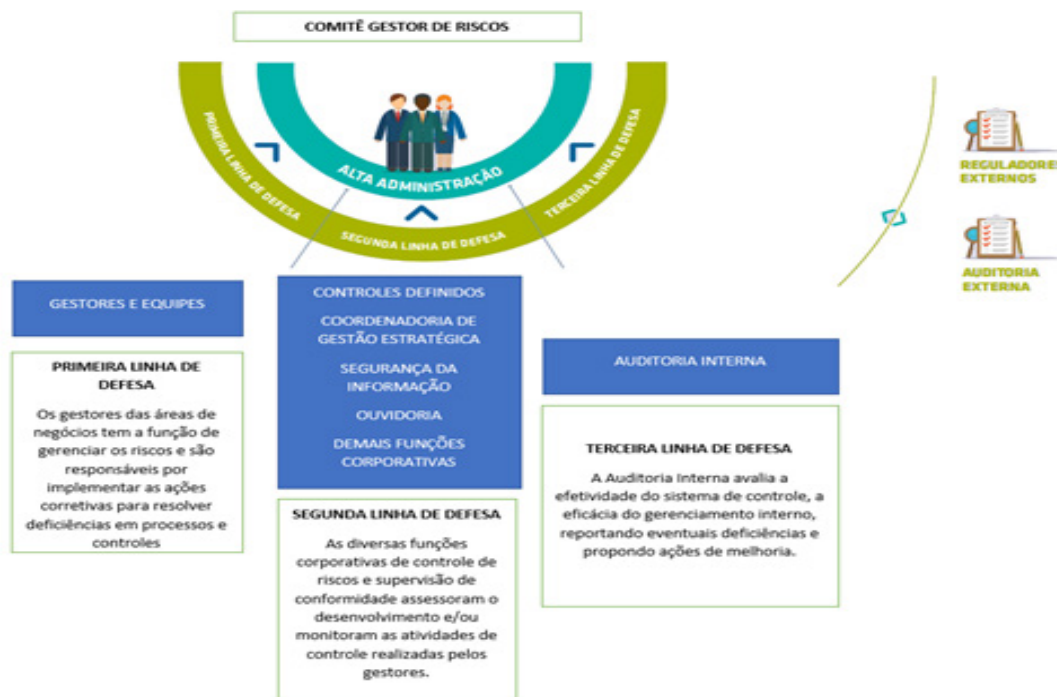 COMITÊ GESTOR DE RISCOS
PRIMEIRA LINHA DE DEFESA
ALTA ADMINISTRAÇÃO
TERCEIRA LINHA DE DEFESA
SEGUNDA LINHA DE DEFESA
REGULADORES
EXTERNOS
AUDITORIA
EXTERNA
GESTORES E EQUIPES
PRIMEIRA LINHA DE
DEFESA
Os gestores das áreas de
negócios tem a função de
gerenciar os riscos e são
responsáveis por
implementar as ações
corretivas para resolver
deficiências em processos e
controles
CONTROLES DEFINIDOS
COORDENADORIA DE
GESTÃO ESTRATÉGICA
SEGURANÇA DA
INFORMAÇÃO
OUVIDORIA
DEMAIS FUNÇÕES
CORPORATIVAS
SEGUNDA LINHA DE DEFESA
As diversas funções
corporativas de controle de
riscos e supervisão de
conformidade assessoram o
desenvolvimento e/ou
monitoram as atividades de
controle realizadas pelos
gestores.
AUDITORIA INTERNA
TERCEIRA LINHA DE DEFESA
A Auditoria Interna avalia a
efetividade do sistema de controle, a
eficácia do gerenciamento interno,
reportando eventuais deficiências e
propondo ações de melhoria.